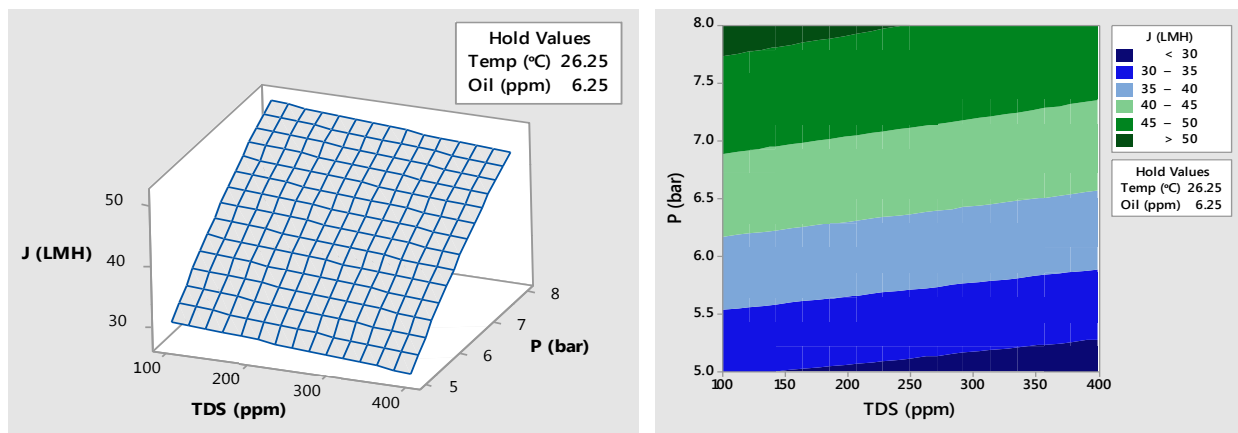 Hold Values
Temp (ºC) 26.25
Oil (ppm) 6.25
50
40
30
J (LMH)
100
200
300
400
TDS (ppm)
5
6
7
8
P (bar)
8.0
7.5
7.0
6.5
6.0
5.5
5.0
P (bar)
100
150
200
250
300
350
400
TDS (ppm)
J (LMH)
< 30
30 – 35
35 – 40
40 – 45
45 – 50
> 50
Hold Values
Temp (ºC) 26.25
Oil (ppm) 6.25